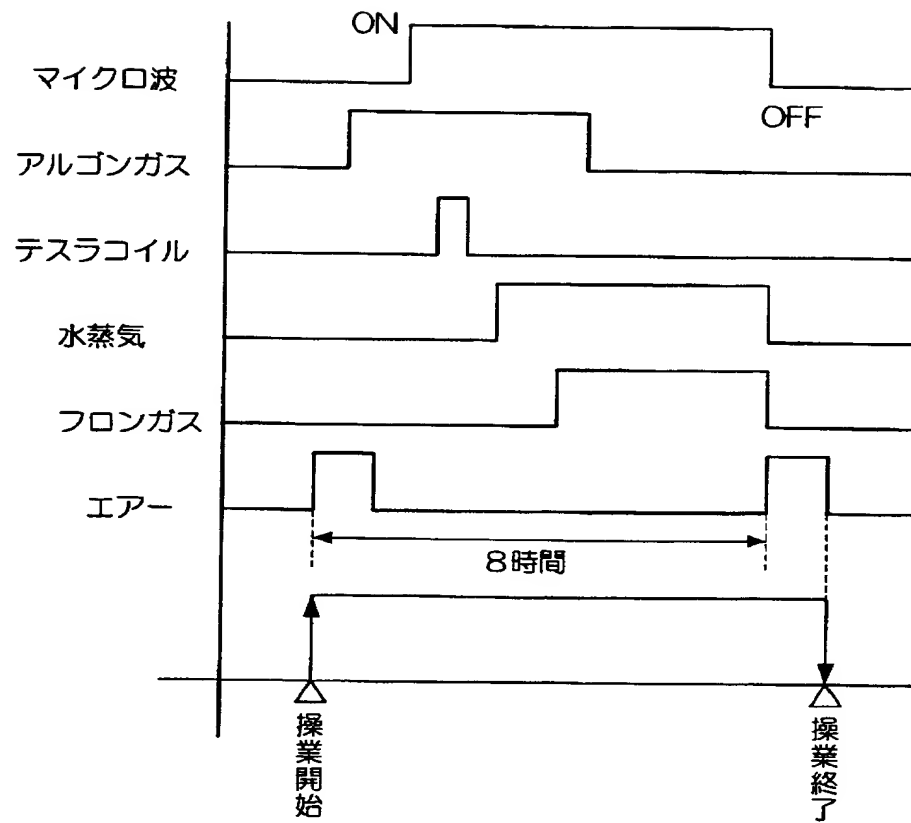 ON
マイクロ波
OFF
アルゴンガス
テスラコイル
水蒸気
フロンガス
エアー
8時間
操業開始
操業終了